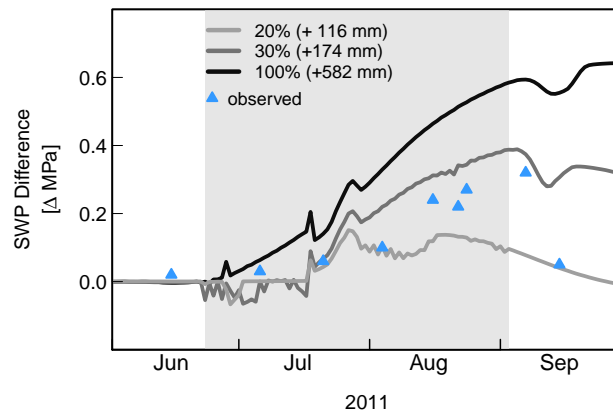 20% (+ 116 mm)
30% (+174 mm)
100% (+582 mm)
observed
SWP Difference
[Δ MPa]
0.6
0.4
0.2
0.0
Jun Jul Aug Sep
2011